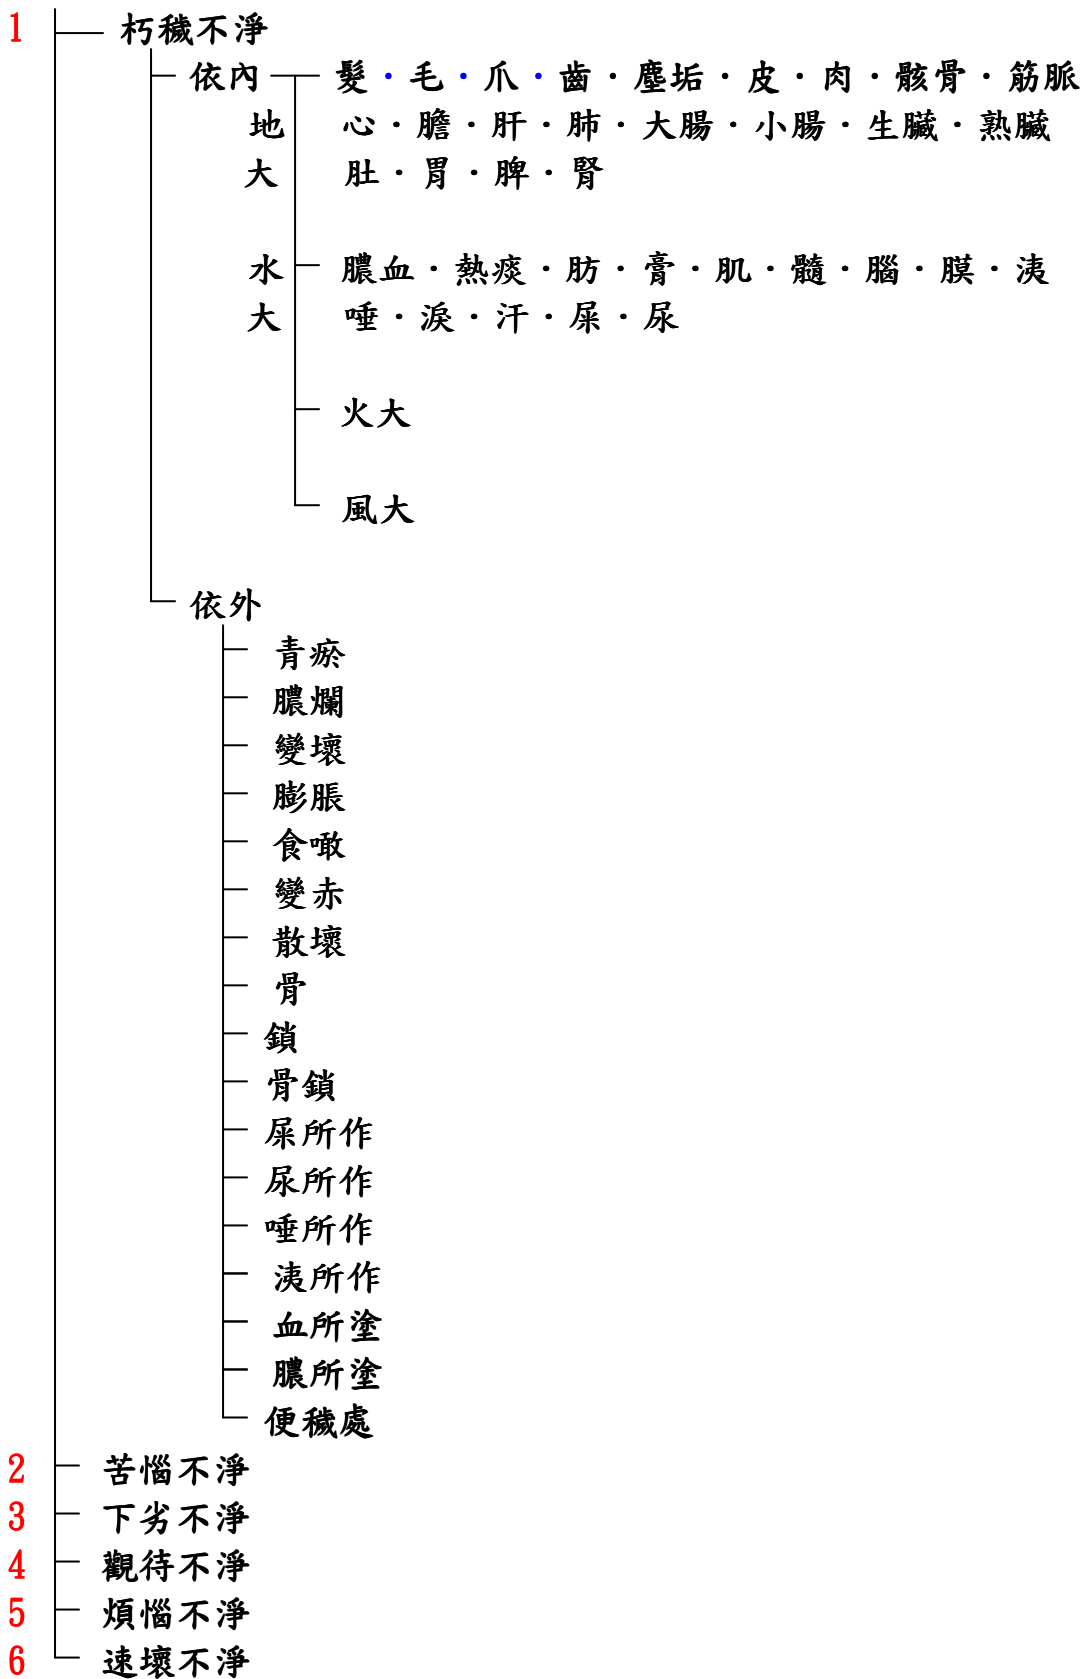 1 朽穢不淨
依內 髮・毛・爪・齒・塵垢・皮・肉・骸骨・筋脈
地 心・膽・肝・肺・大腸・小腸・生臟・熟臟
大 肚・胃・脾・腎
水 膿血・熱痰・肪・膏・肌・髓・腦・膜・洟
大 唾・淚・汗・屎・尿
火大
風大
依外
青瘀
膿爛
變壞
膨脹
食噉
變赤
散壞
骨
鎖
骨鎖
屎所作
尿所作
唾所作
洟所作
血所塗
膿所塗
便穢處
2 苦惱不淨
3 下劣不淨
4 觀待不淨
5 煩惱不淨
6 速壞不淨